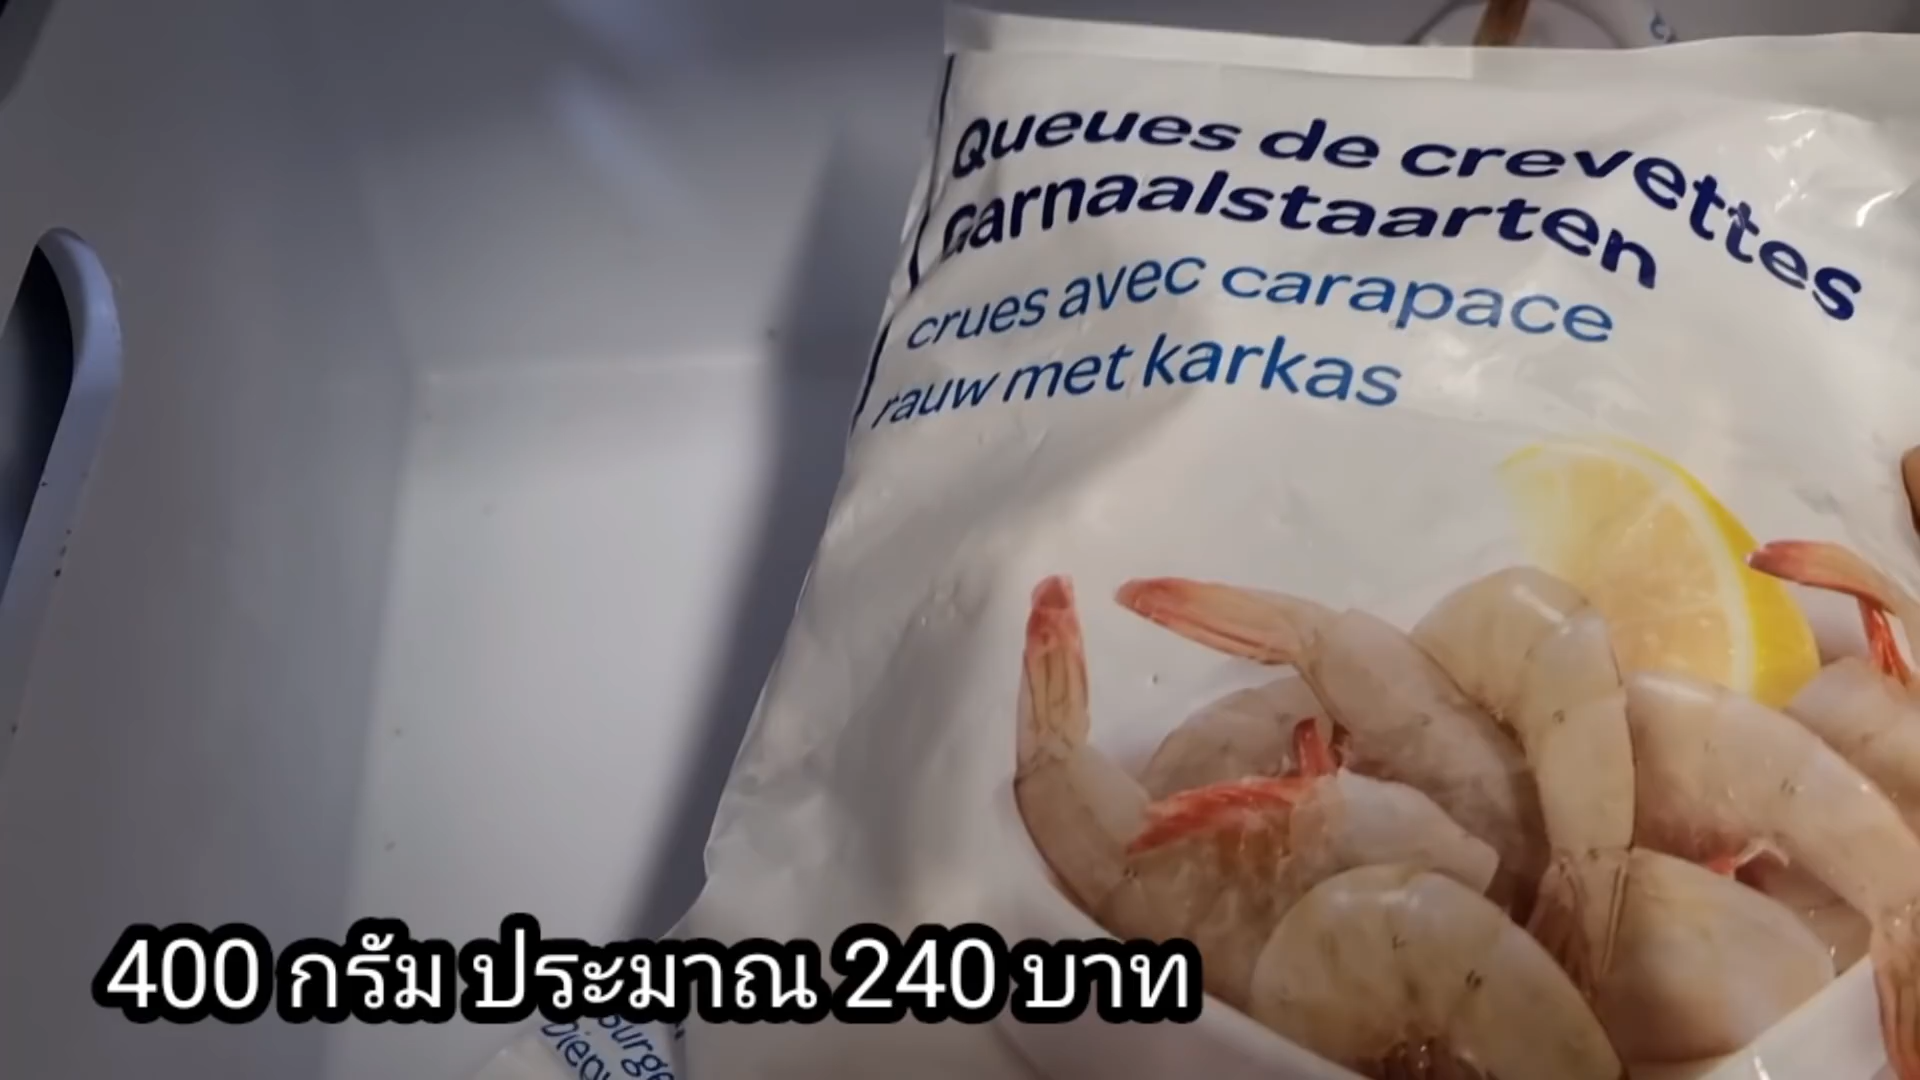 Queues de crevettes
Garnaalstaarten
crues avec carapace
rauw met karkas
400 กรัม ประมาณ 240 บาท